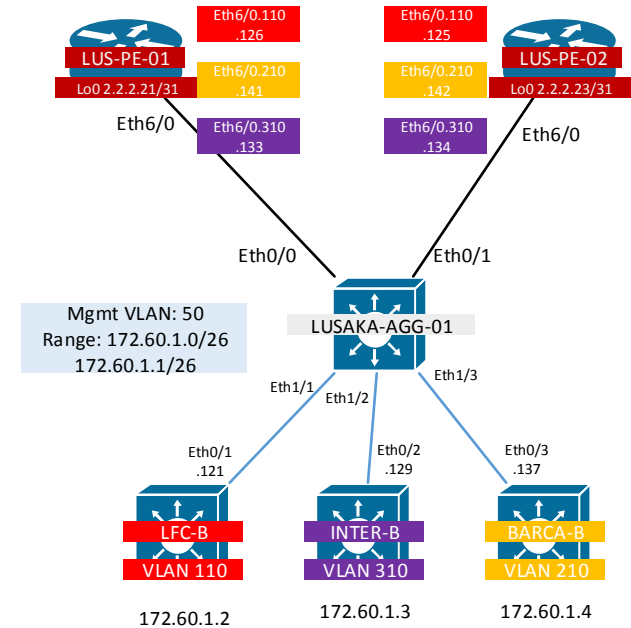 Eth6/0.110
.126
Eth6/0.110
.125
LUS-PE-01
Lo0 2.2.2.21/31
Eth6/0.210
.141
Eth6/0.210
.142
LUS-PE-02
Lo0 2.2.2.23/31
Eth6/0
Eth6/0.310
.133
Eth6/0.310
.134
Eth6/0
Eth0/0
Eth0/1
Mgmt VLAN: 50
Range: 172.60.1.0/26
172.60.1.1/26
LUSAKA-AGG-01
Eth1/1
Eth1/2
Eth1/3
Eth0/1
.121
Eth0/2
.129
Eth0/3
.137
LFC-B
VLAN 110
INTER-B
VLAN 310
BARCA-B
VLAN 210
172.60.1.2
172.60.1.3
172.60.1.4